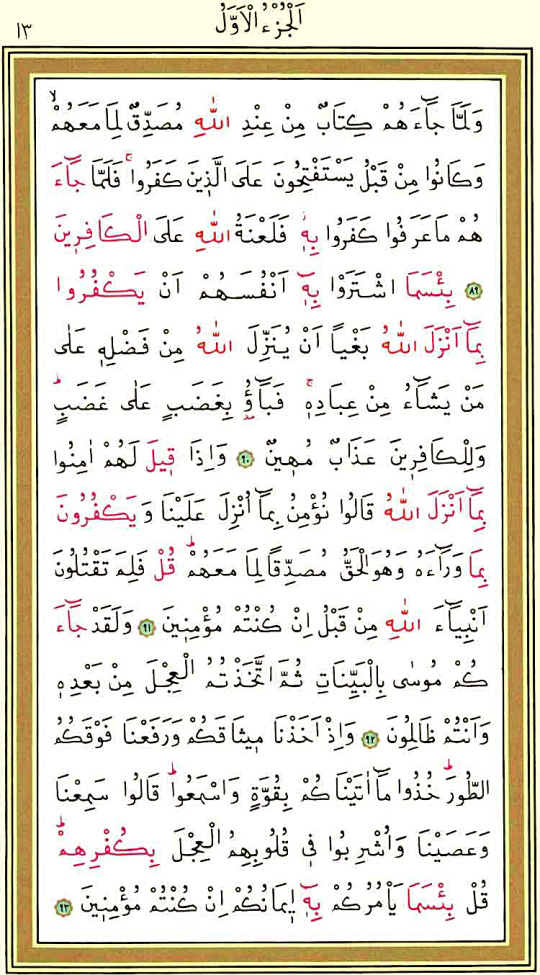 ١٣
اَلْجُزْءُ الْاَوَّلُ
وَلَمَّا جَٓاءَهُمْ كِتَابٌ مِنْ عِنْدِ اللّٰهِ مُصَدِّقٌ لِمَا مَعَهُمْۙ
وَكَانُوا مِنْ قَبْلُ يَسْتَفْتِحُونَ عَلَى الَّذِينَ كَفَرُواۚ فَلَمَّا جَٓاءَ
هُمْ مَا عَرَفُوا كَفَرُوا بِهِۘ فَلَعْنَةُ اللّٰهِ عَلَى الْكَافِرِينَ
﴿٨٩﴾ بِئْسَمَا اشْتَرَوْا بِهِٓ اَنْفُسَهُمْ اَنْ يَكْفُرُوا
بِمَٓا اَنْزَلَ اللّٰهُ بَغْياً اَنْ يُنَزِّلَ اللّٰهُ مِنْ فَضْلِهِ عَلٰى
مَنْ يَشَٓاءُ مِنْ عِبَادِهِۚ فَبَٓاؤُ۫ بِغَضَبٍ عَلٰى غَضَبٍۜ
وَلِلْكَافِرِينَ عَذَابٌ مُهِينٌ ﴿٩٠﴾ وَاِذَا قِيلَ لَهُمْ اٰمِنُوا
بِمَٓا اَنْزَلَ اللّٰهُ قَالُوا نُؤْمِنُ بِمَٓا اُنْزِلَ عَلَيْنَا وَيَكْفُرُونَ
بِمَا وَرَٓاءَهُ وَهُوَ الْحَقُّ مُصَدِّقًا لِمَا مَعَهُمْۜ قُلْ فَلِمَ تَقْتُلُونَ
اَنْبِيَٓاءَ اللّٰهِ مِنْ قَبْلُ اِنْ كُنْتُمْ مُؤْمِنِينَ ﴿٩١﴾ وَلَقَدْ جَٓاءَ
كُمْ مُوسٰى بِالْبَيِّنَاتِ ثُمَّ اتَّخَذْتُمُ الْعِجْلَ مِنْ بَعْدِهِ
وَاَنْتُمْ ظَالِمُونَ ﴿٩٢﴾ وَاِذْ اَخَذْنَا مِيثَاقَكُمْ وَرَفَعْنَا فَوْقَكُمُ
الطُّورَۜ خُذُوا مَٓا اٰتَيْنَاكُمْ بِقُوَّةٍ وَاسْمَعُواۜ قَالُوا سَمِعْنَا
وَعَصَيْنَا وَاُشْرِبُوا فِي قُلُوبِهِمُ الْعِجْلَ بِكُفْرِهِمْۜ
قُلْ بِئْسَمَا يَاْمُرُكُمْ بِهِٓ اِيمَانُكُمْ اِنْ كُنْتُمْ مُؤْمِنِينَ ﴿٩٣﴾